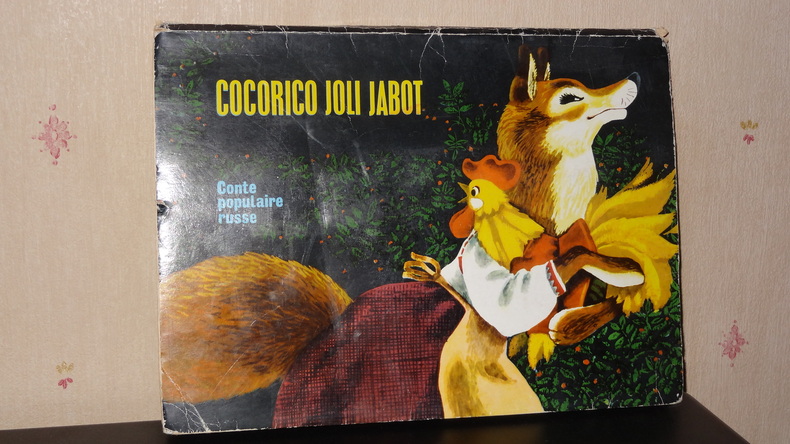 COCORICO JOLI JABOT
Conte
populaire
russe